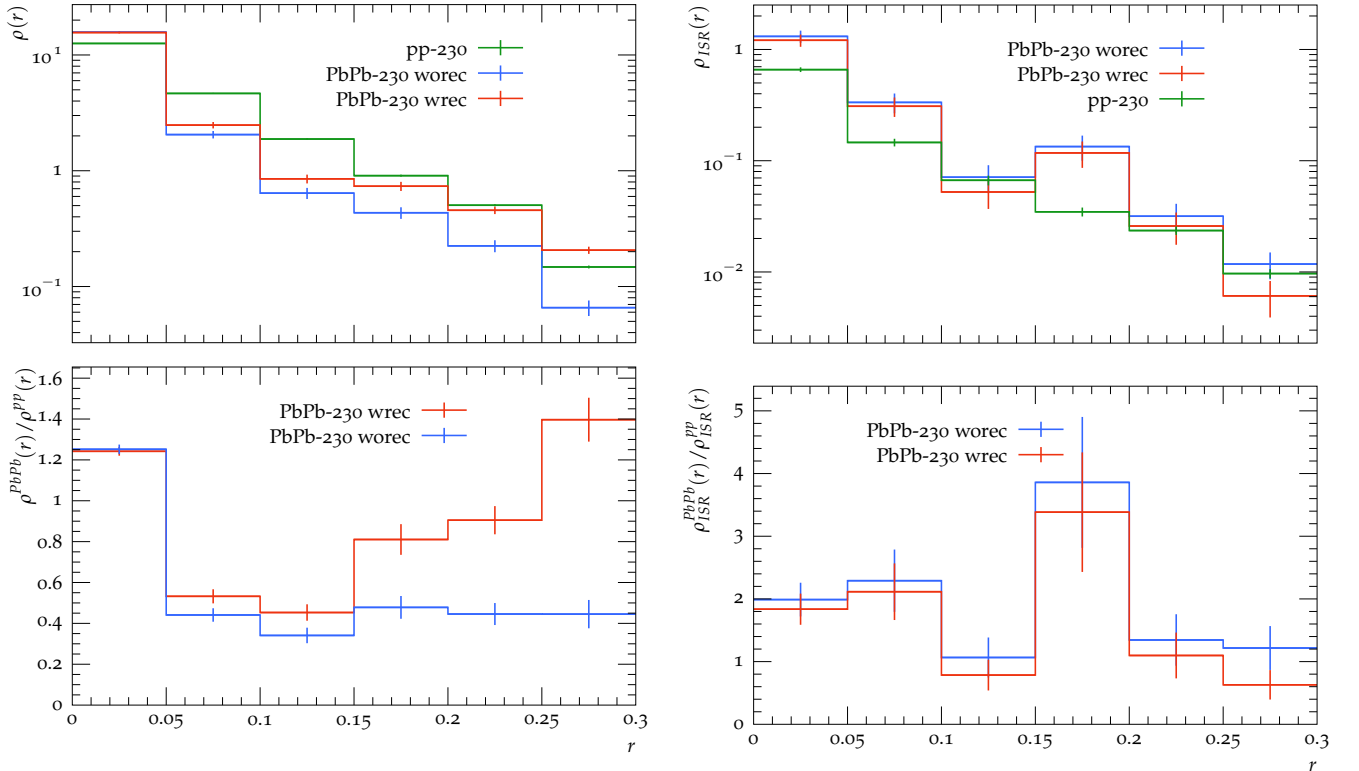 ρ(r)
10^1
1
10^−1
pp-230
PbPb-230 worec
PbPb-230 wrec
ρ^PbPb(r)/ρ^pp(r)
1.6
1.4
1.2
1
0.8
0.6
0.4
0.2
0
PbPb-230 wrec
PbPb-230 worec
0 0.05 0.1 0.15 0.2 0.25 0.3
r
ρ_ISR(r)
1
10^−1
10^−2
PbPb-230 worec
PbPb-230 wrec
pp-230
ρ^PbPb_ISR(r)/ρ^pp_ISR(r)
5
4
3
2
1
0
PbPb-230 worec
PbPb-230 wrec
0 0.05 0.1 0.15 0.2 0.25 0.3
r